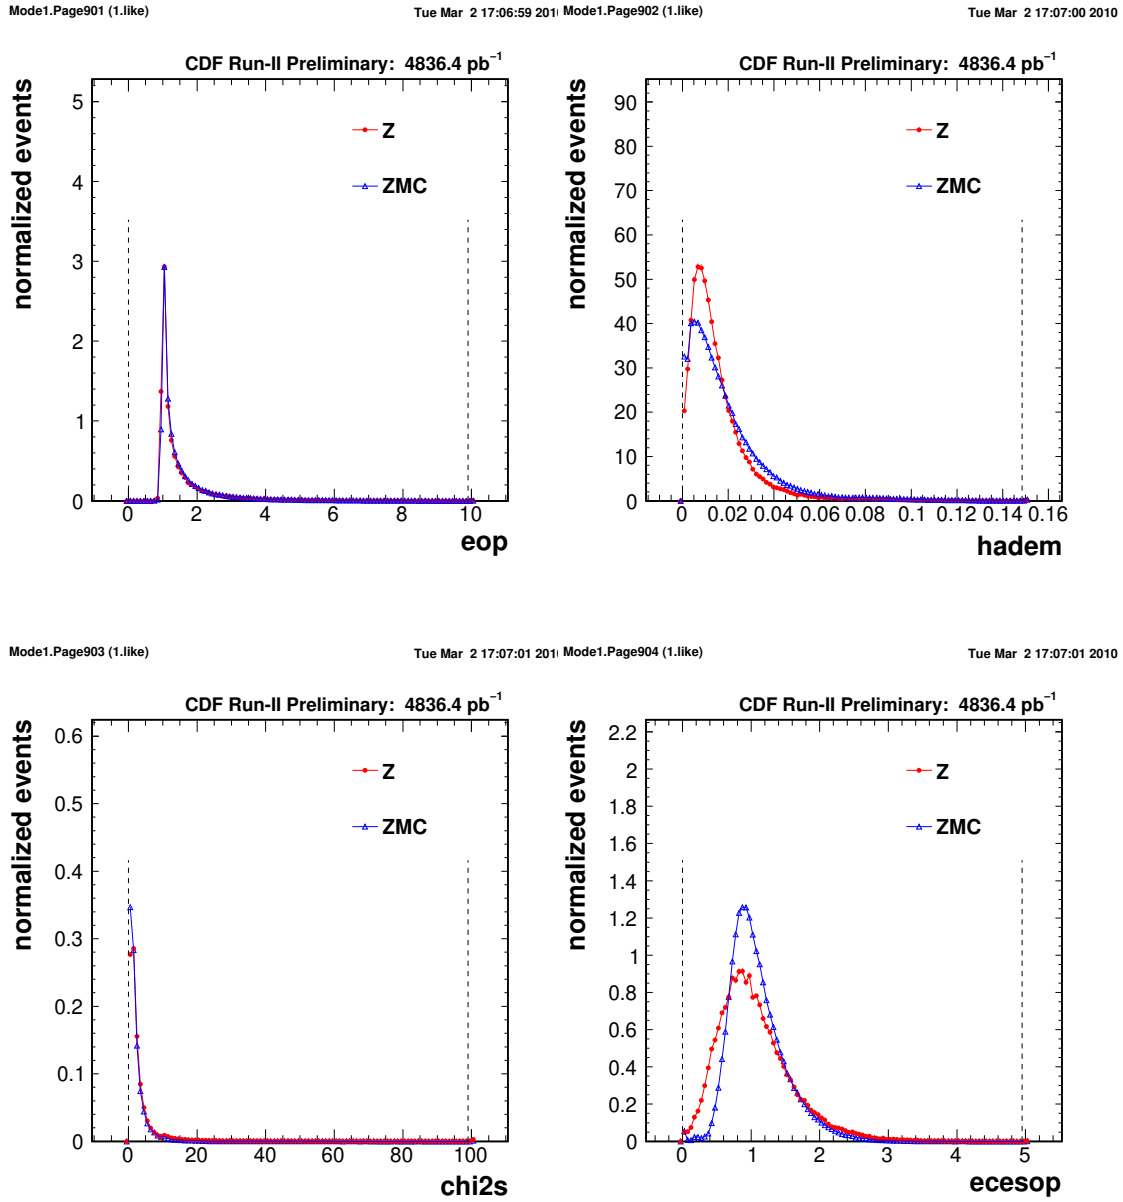 Mode1.Page901 (1.like)
Tue Mar 2 17:06:59 201
CDF Run-II Preliminary: 4836.4 pb⁻¹
normalized events
Z
ZMC
5
4
3
2
1
0
0 2 4 6 8 10
eop
Mode1.Page902 (1.like)
Tue Mar 2 17:07:00 2010
CDF Run-II Preliminary: 4836.4 pb⁻¹
normalized events
Z
ZMC
90
80
70
60
50
40
30
20
10
0
0 0.02 0.04 0.06 0.08 0.1 0.12 0.14 0.16
hadem
Mode1.Page903 (1.like)
Tue Mar 2 17:07:01 201
CDF Run-II Preliminary: 4836.4 pb⁻¹
normalized events
Z
ZMC
0.6
0.5
0.4
0.3
0.2
0.1
0
0 20 40 60 80 100
chi2s
Mode1.Page904 (1.like)
Tue Mar 2 17:07:01 2010
CDF Run-II Preliminary: 4836.4 pb⁻¹
normalized events
Z
ZMC
2.2
2
1.8
1.6
1.4
1.2
1
0.8
0.6
0.4
0.2
0
0 1 2 3 4 5
ecesop